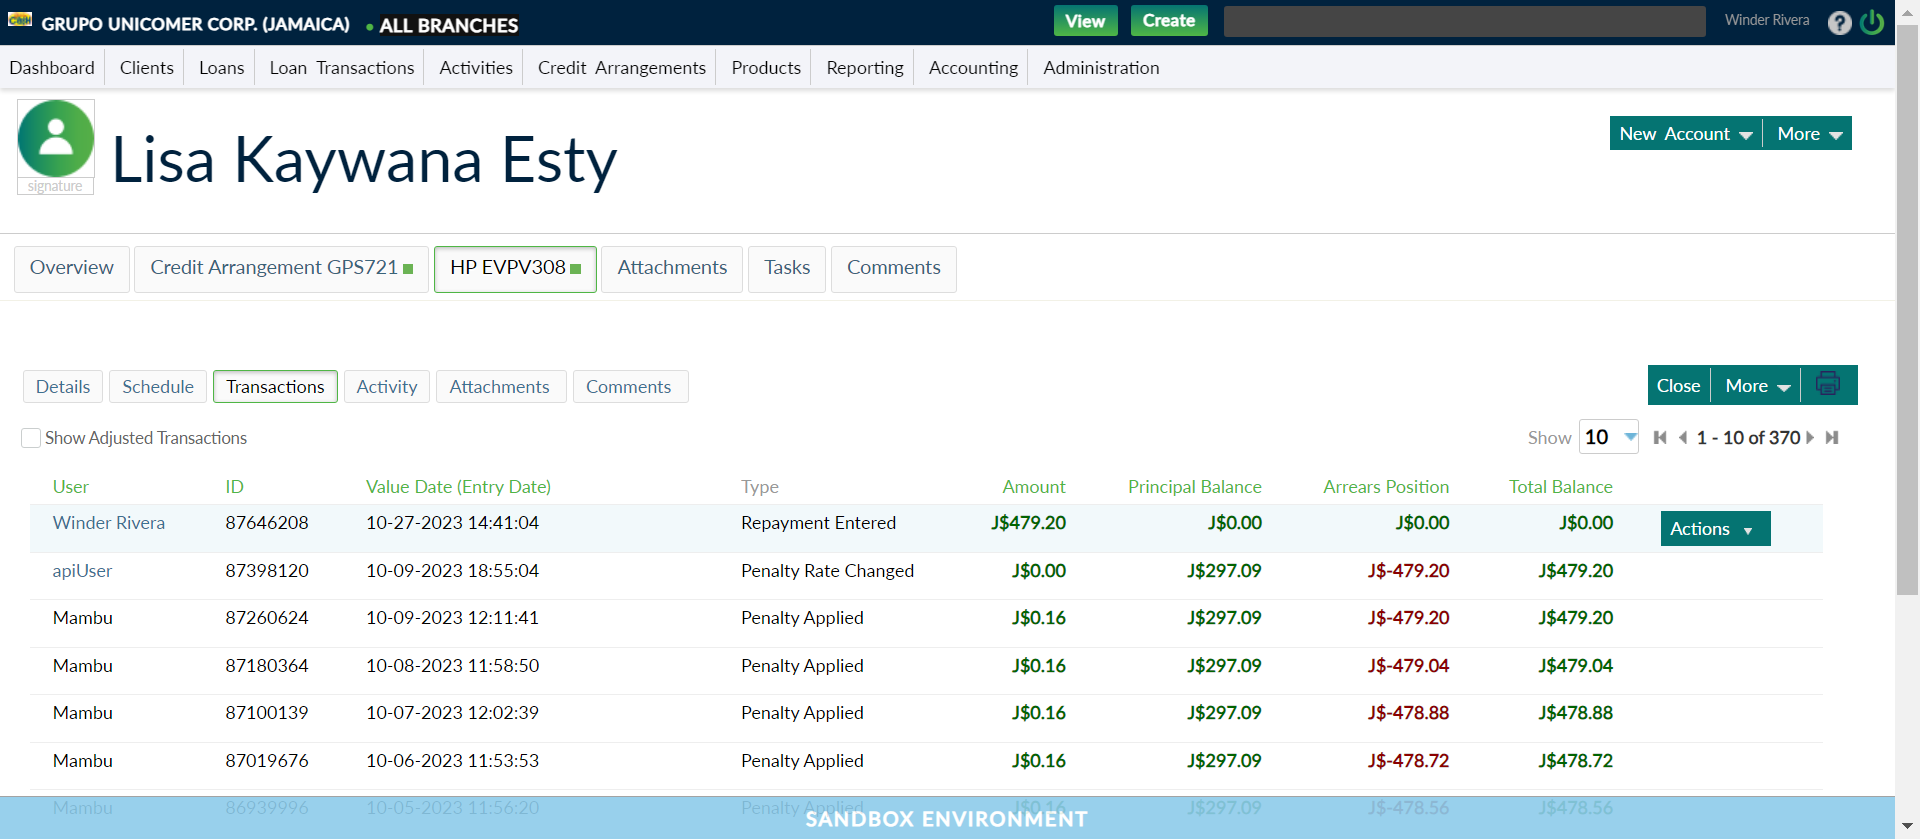 Cash GRUPO UNICOMER CORP. (JAMAICA) ALL BRANCHES View Create Winder Rivera ?
Dashboard Clients Loans Loan Transactions Activities Credit Arrangements Products Reporting Accounting Administration
Lisa Kaywana Esty
signature
New Account More
Overview Credit Arrangement GPS721 HP EVPV308 Attachments Tasks Comments
Details Schedule Transactions Activity Attachments Comments Close More
Show Adjusted Transactions Show 10 1 - 10 of 370
User ID Value Date (Entry Date) Type Amount Principal Balance Arrears Position Total Balance
Winder Rivera 87646208 10-27-2023 14:41:04 Repayment Entered J$479.20 J$0.00 J$0.00 J$0.00 Actions
apiUser 87398120 10-09-2023 18:55:04 Penalty Rate Changed J$0.00 J$297.09 J$-479.20 J$479.20
Mambu 87260624 10-09-2023 12:11:41 Penalty Applied J$0.16 J$297.09 J$-479.20 J$479.20
Mambu 87180364 10-08-2023 11:58:50 Penalty Applied J$0.16 J$297.09 J$-479.04 J$479.04
Mambu 87100139 10-07-2023 12:02:39 Penalty Applied J$0.16 J$297.09 J$-478.88 J$478.88
Mambu 87019676 10-06-2023 11:53:53 Penalty Applied J$0.16 J$297.09 J$-478.72 J$478.72
Mambu 86939996 10-05-2023 11:56:20 Penalty Applied J$0.16 J$297.09 J$-478.56 J$478.56
SANDBOX ENVIRONMENT